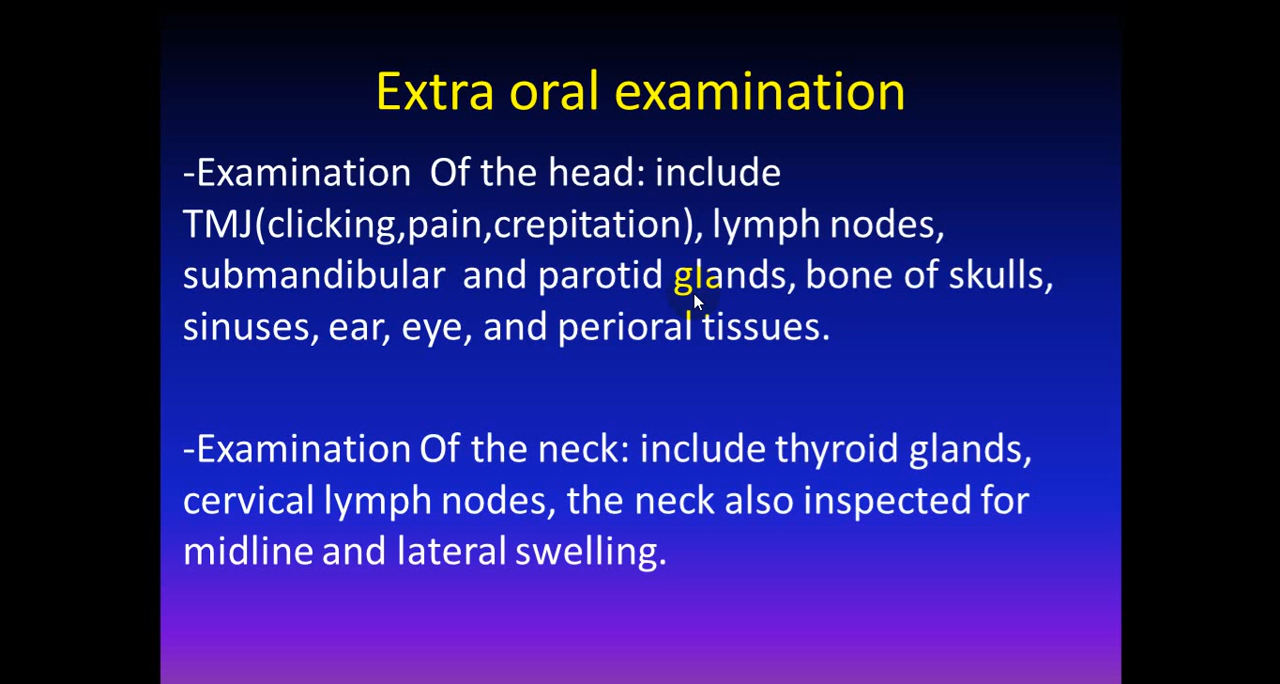 Extra oral examination
-Examination  Of the head: include
TMJ(clicking,pain,crepitation), lymph nodes,
submandibular  and parotid glands, bone of skulls,
sinuses, ear, eye, and perioral tissues.
-Examination Of the neck: include thyroid glands,
cervical lymph nodes, the neck also inspected for
midline and lateral swelling.